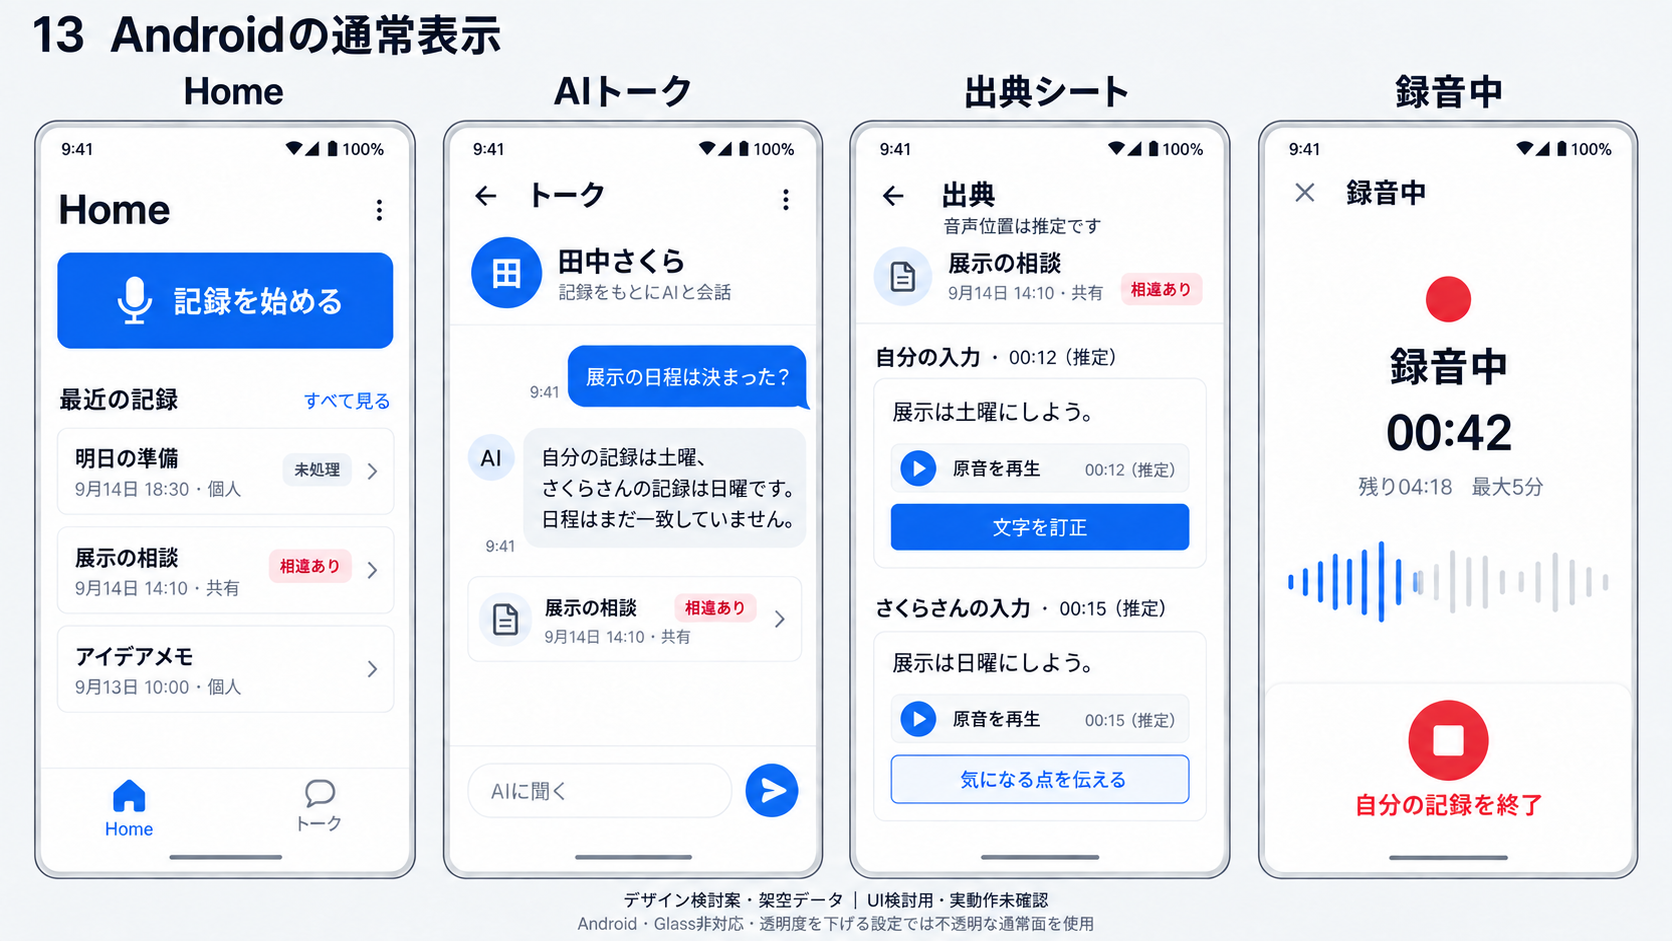 13 Androidの通常表示
Home
9:41
100%
Home
記録を始める
最近の記録
すべて見る
明日の準備
9月14日 18:30・個人
未処理
展示の相談
9月14日 14:10・共有
相違あり
アイデアメモ
9月13日 10:00・個人
Home
トーク
AIトーク
9:41
100%
トーク
田
田中さくら
記録をもとにAIと会話
展示の日程は決まった?
9:41
AI
自分の記録は土曜、
さくらさんの記録は日曜です。
日程はまだ一致していません。
9:41
展示の相談
相違あり
9月14日 14:10・共有
AIに聞く
出典シート
9:41
100%
出典
音声位置は推定です
展示の相談
9月14日 14:10・共有
相違あり
自分の入力・00:12(推定)
展示は土曜にしよう。
原音を再生
00:12(推定)
文字を訂正
さくらさんの入力・00:15(推定)
展示は日曜にしよう。
原音を再生
00:15(推定)
気になる点を伝える
録音中
9:41
100%
録音中
録音中
00:42
残り04:18 最大5分
自分の記録を終了
デザイン検討案・架空データ | UI検討用・実動作未確認
Android・Glass非対応・透明度を下げる設定では不透明な通常面を使用